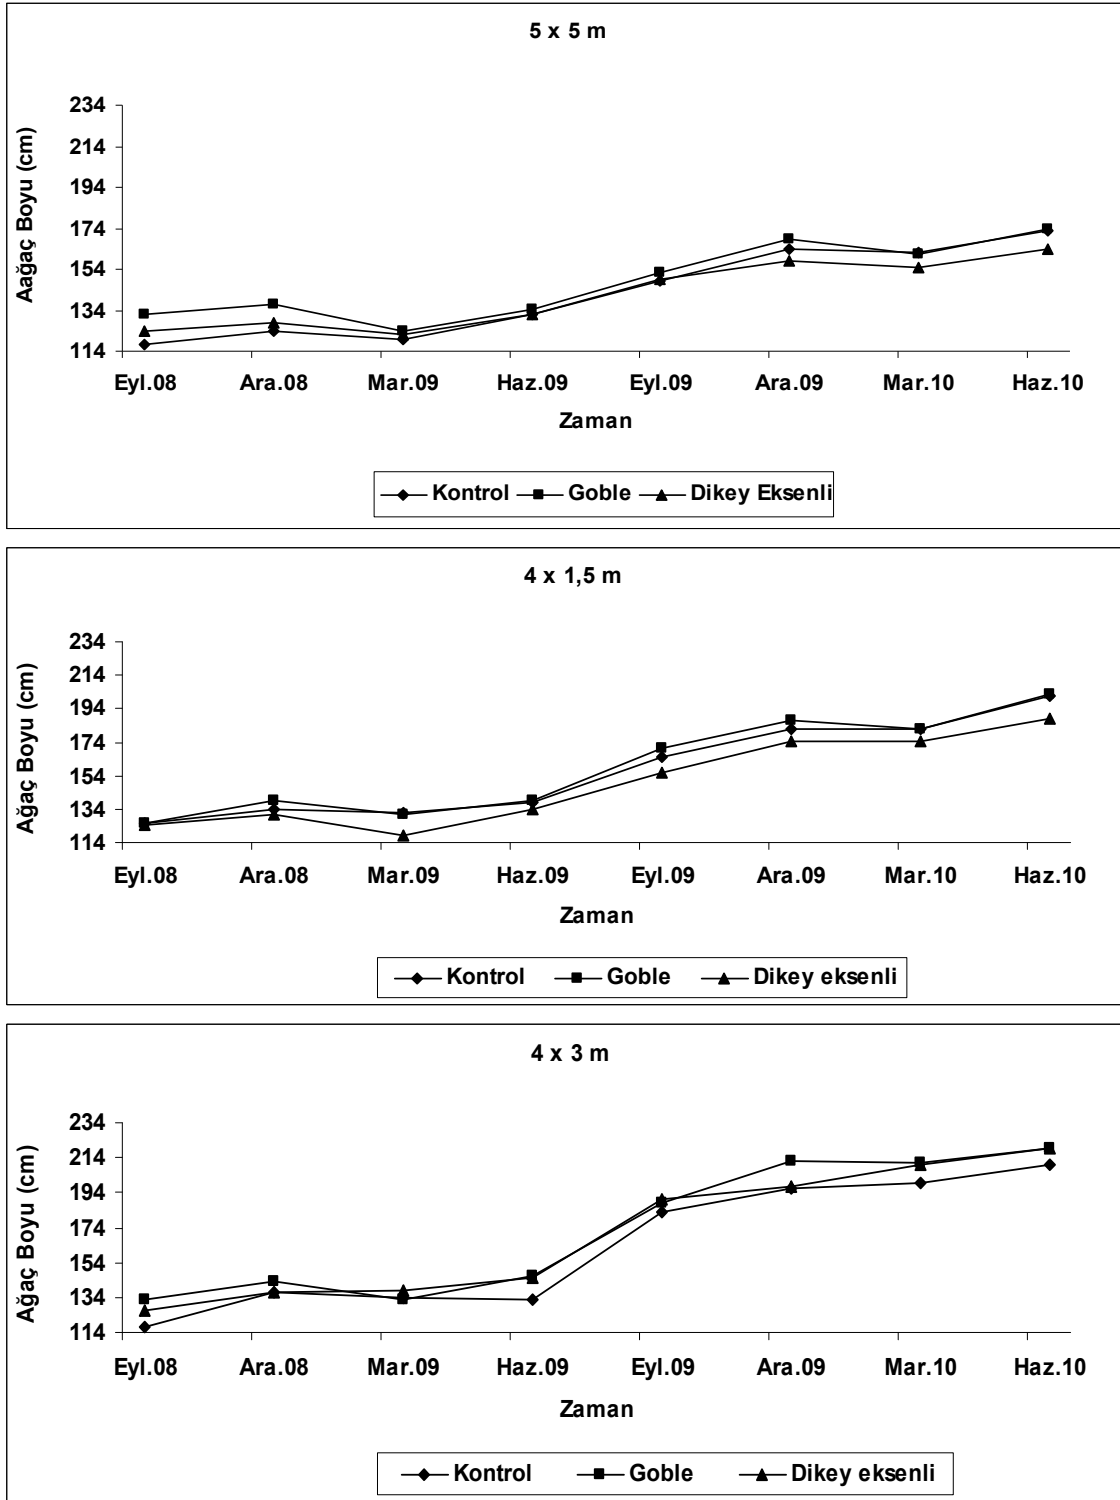 5 x 5 m
Aağaç Boyu (cm)
234
214
194
174
154
134
114
Eyl.08 Ara.08 Mar.09 Haz.09 Eyl.09 Ara.09 Mar.10 Haz.10
Zaman
Kontrol Goble Dikey Eksenli
4 x 1,5 m
Ağaç Boyu (cm)
234
214
194
174
154
134
114
Eyl.08 Ara.08 Mar.09 Haz.09 Eyl.09 Ara.09 Mar.10 Haz.10
Zaman
Kontrol Goble Dikey eksenli
4 x 3 m
Ağaç Boyu (cm)
234
214
194
174
154
134
114
Eyl.08 Ara.08 Mar.09 Haz.09 Eyl.09 Ara.09 Mar.10 Haz.10
Zaman
Kontrol Goble Dikey eksenli